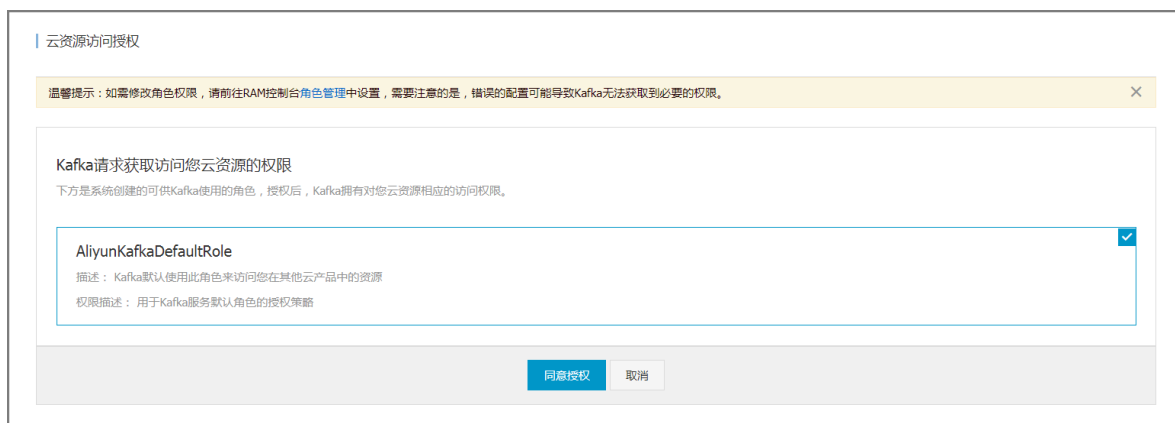 云资源访问授权
温馨提示：如需修改角色权限，请前往RAM控制台角色管理中设置，需要注意的是，错误的配置可能导致Kafka无法获取到必要的权限。
Kafka请求获取访问您云资源的权限
下方是系统创建的可供Kafka使用的角色，授权后，Kafka拥有对您云资源相应的访问权限。
AliyunKafkaDefaultRole
描述： Kafka默认使用此角色来访问您在其他云产品中的资源
权限描述： 用于Kafka服务默认角色的授权策略
同意授权 取消